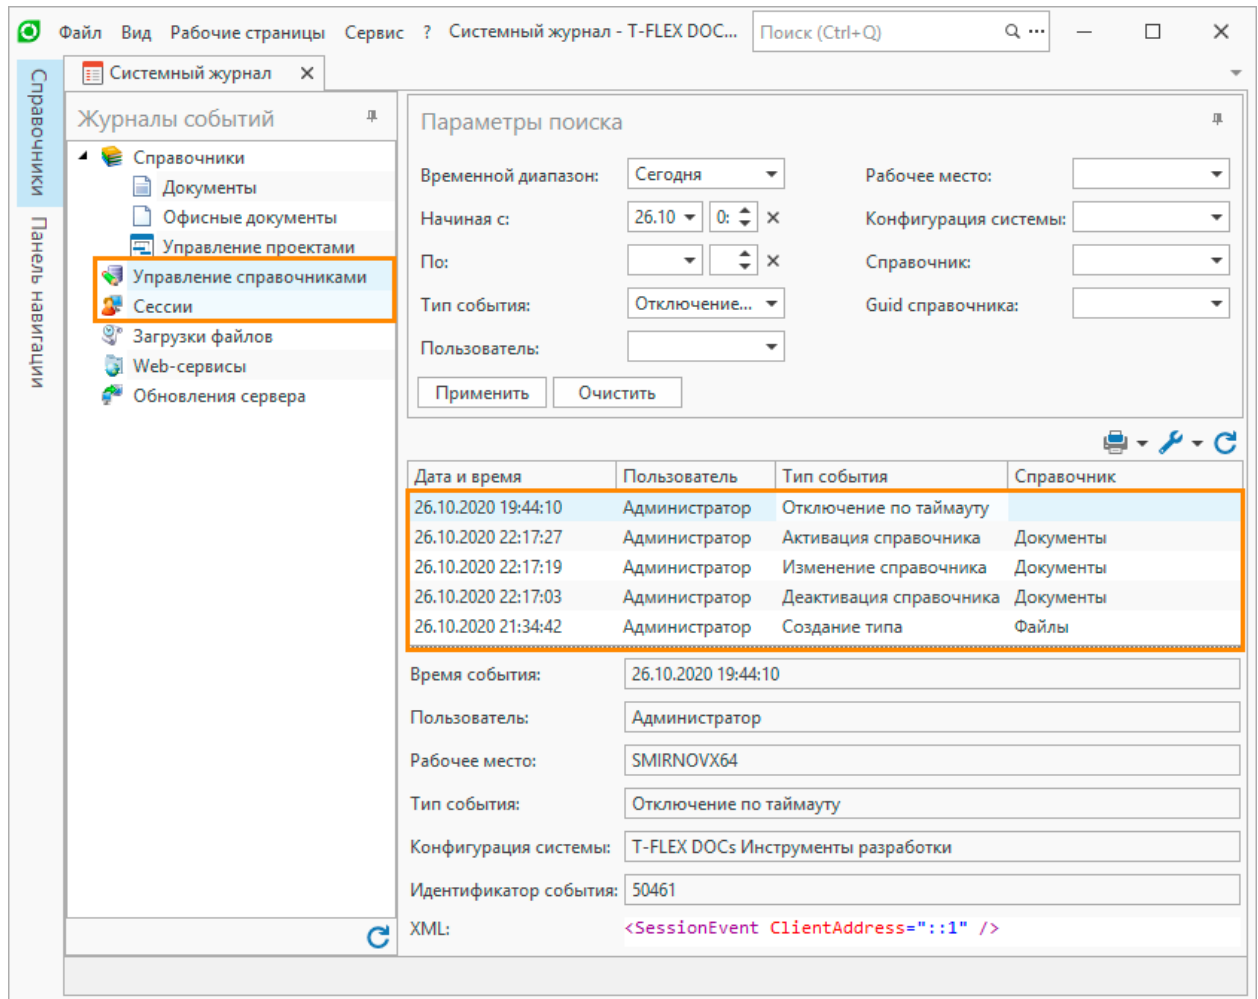 Файл Вид Рабочие страницы Сервис ? Системный журнал - T-FLEX DOC... Поиск (Ctrl+Q)
Справочники
Панель навигации
Системный журнал
Журналы событий
Справочники
Документы
Офисные документы
Управление проектами
Управление справочниками
Сессии
Загрузки файлов
Web-сервисы
Обновления сервера
Параметры поиска
Временной диапазон: Сегодня Рабочее место:
Начиная с: 26.10 0: Конфигурация системы:
По: Справочник:
Тип события: Отключение... Guid справочника:
Пользователь:
Применить Очистить
Дата и время Пользователь Тип события Справочник
26.10.2020 19:44:10 Администратор Отключение по таймауту
26.10.2020 22:17:27 Администратор Активация справочника Документы
26.10.2020 22:17:19 Администратор Изменение справочника Документы
26.10.2020 22:17:03 Администратор Деактивация справочника Документы
26.10.2020 21:34:42 Администратор Создание типа Файлы
Время события: 26.10.2020 19:44:10
Пользователь: Администратор
Рабочее место: SMIRNOVX64
Тип события: Отключение по таймауту
Конфигурация системы: T-FLEX DOCs Инструменты разработки
Идентификатор события: 50461
XML: <SessionEvent ClientAddress="::1" />